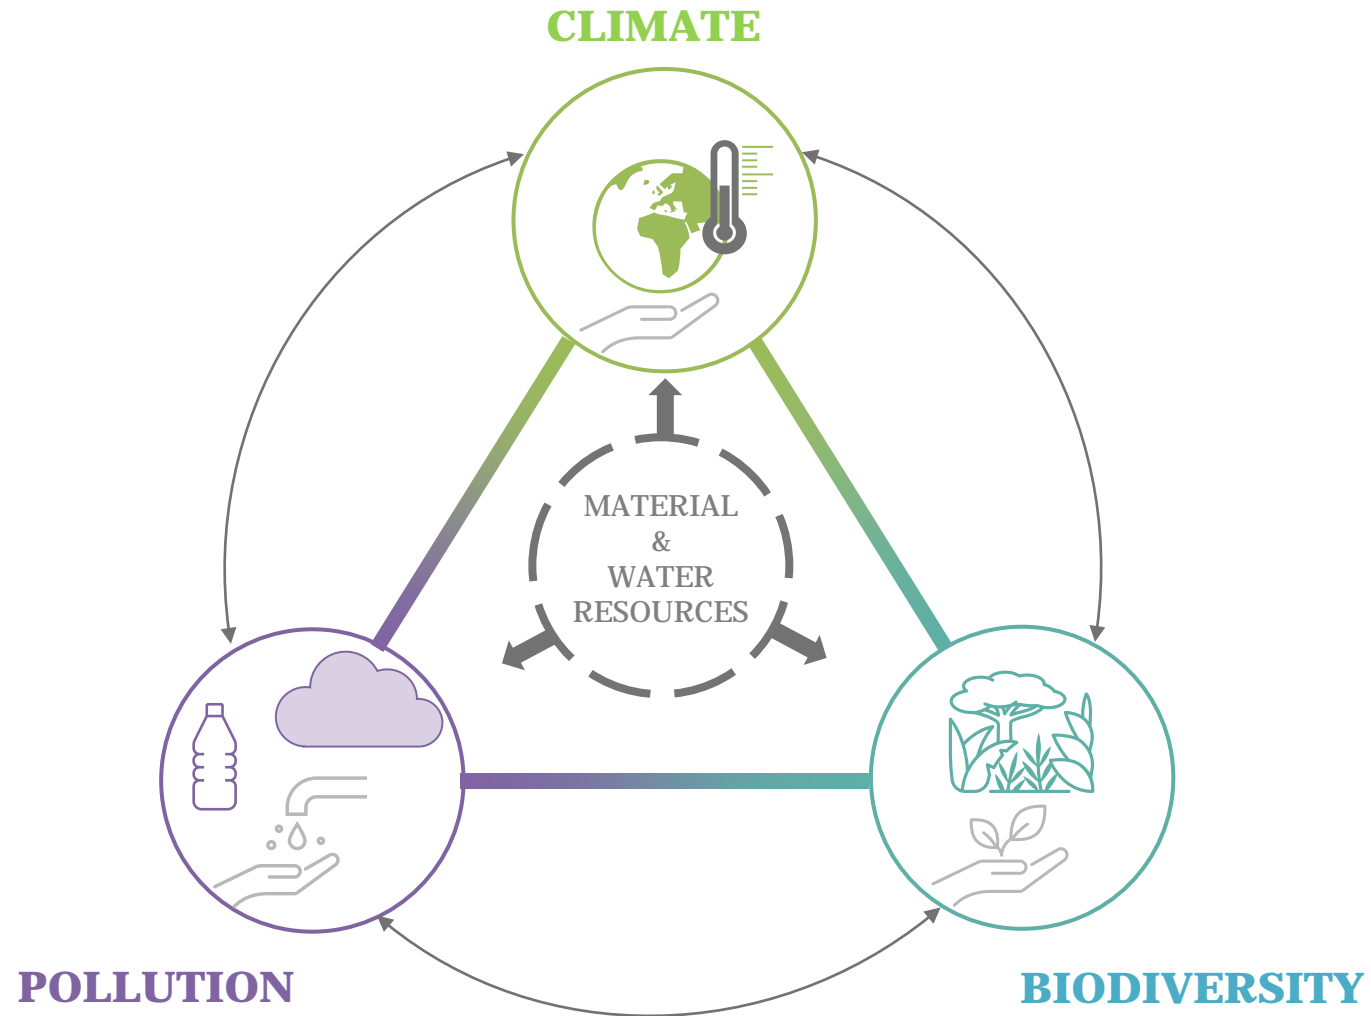 CLIMATE
MATERIAL
&
WATER
RESOURCES
POLLUTION
BIODIVERSITY